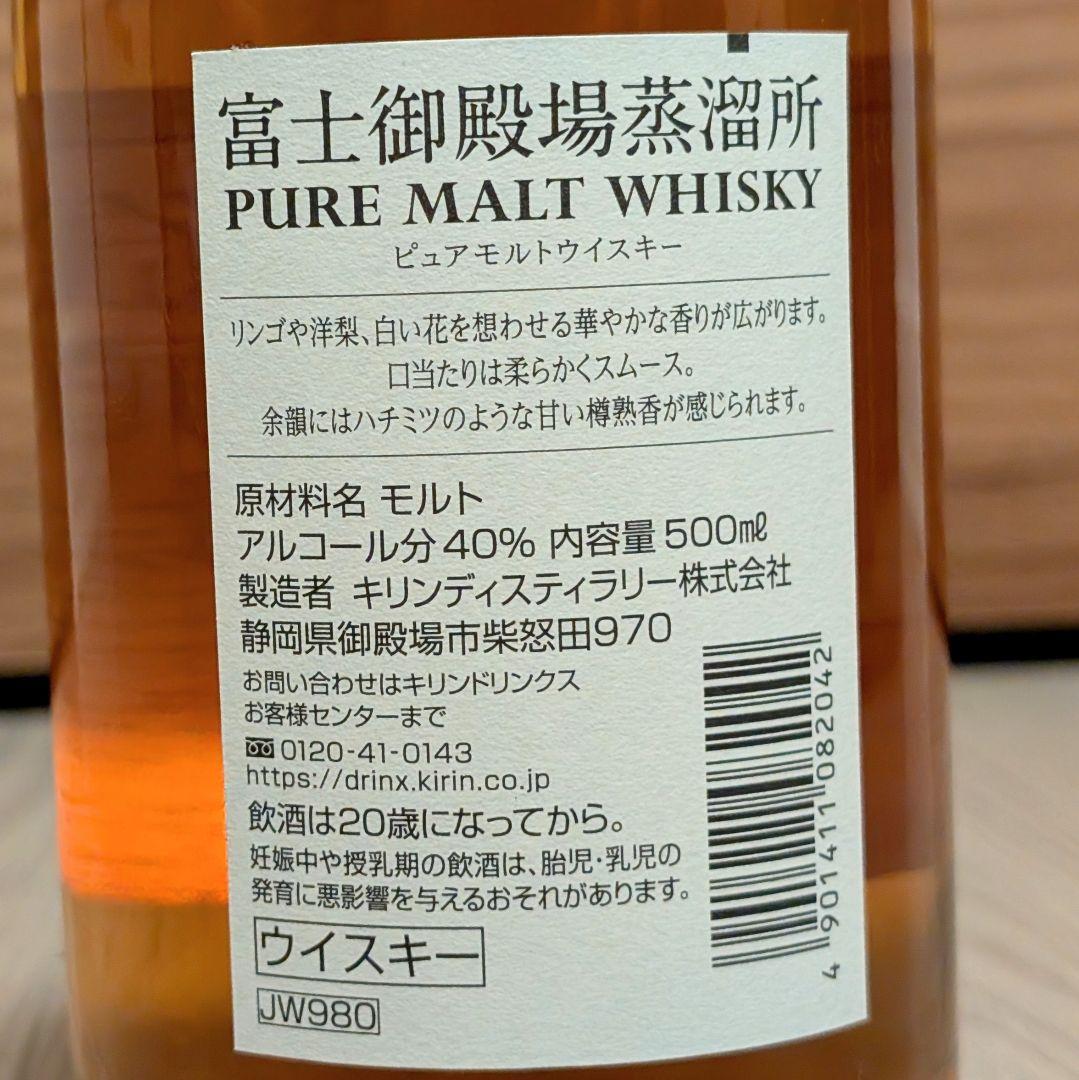 富士御殿場蒸溜所
PURE MALT WHISKY
ピュアモルトウイスキー
リンゴや洋梨、白い花を想わせる華やかな香りが広がります。
口当たりは柔らかくスムース。
余韻にはハチミツのような甘い樽熟香が感じられます。
原材料名 モルト
アルコール分40% 内容量500㎖
製造者 キリンディスティラリー株式会社
静岡県御殿場市柴怒田970
お問い合わせはキリンドリンクス
お客様センターまで
0120-41-0143
https://drinx.kirin.co.jp
飲酒は20歳になってから。
妊娠中や授乳期の飲酒は、胎児・乳児の
発育に悪影響を与えるおそれがあります。
ウイスキー
JW980
4 901411 082042